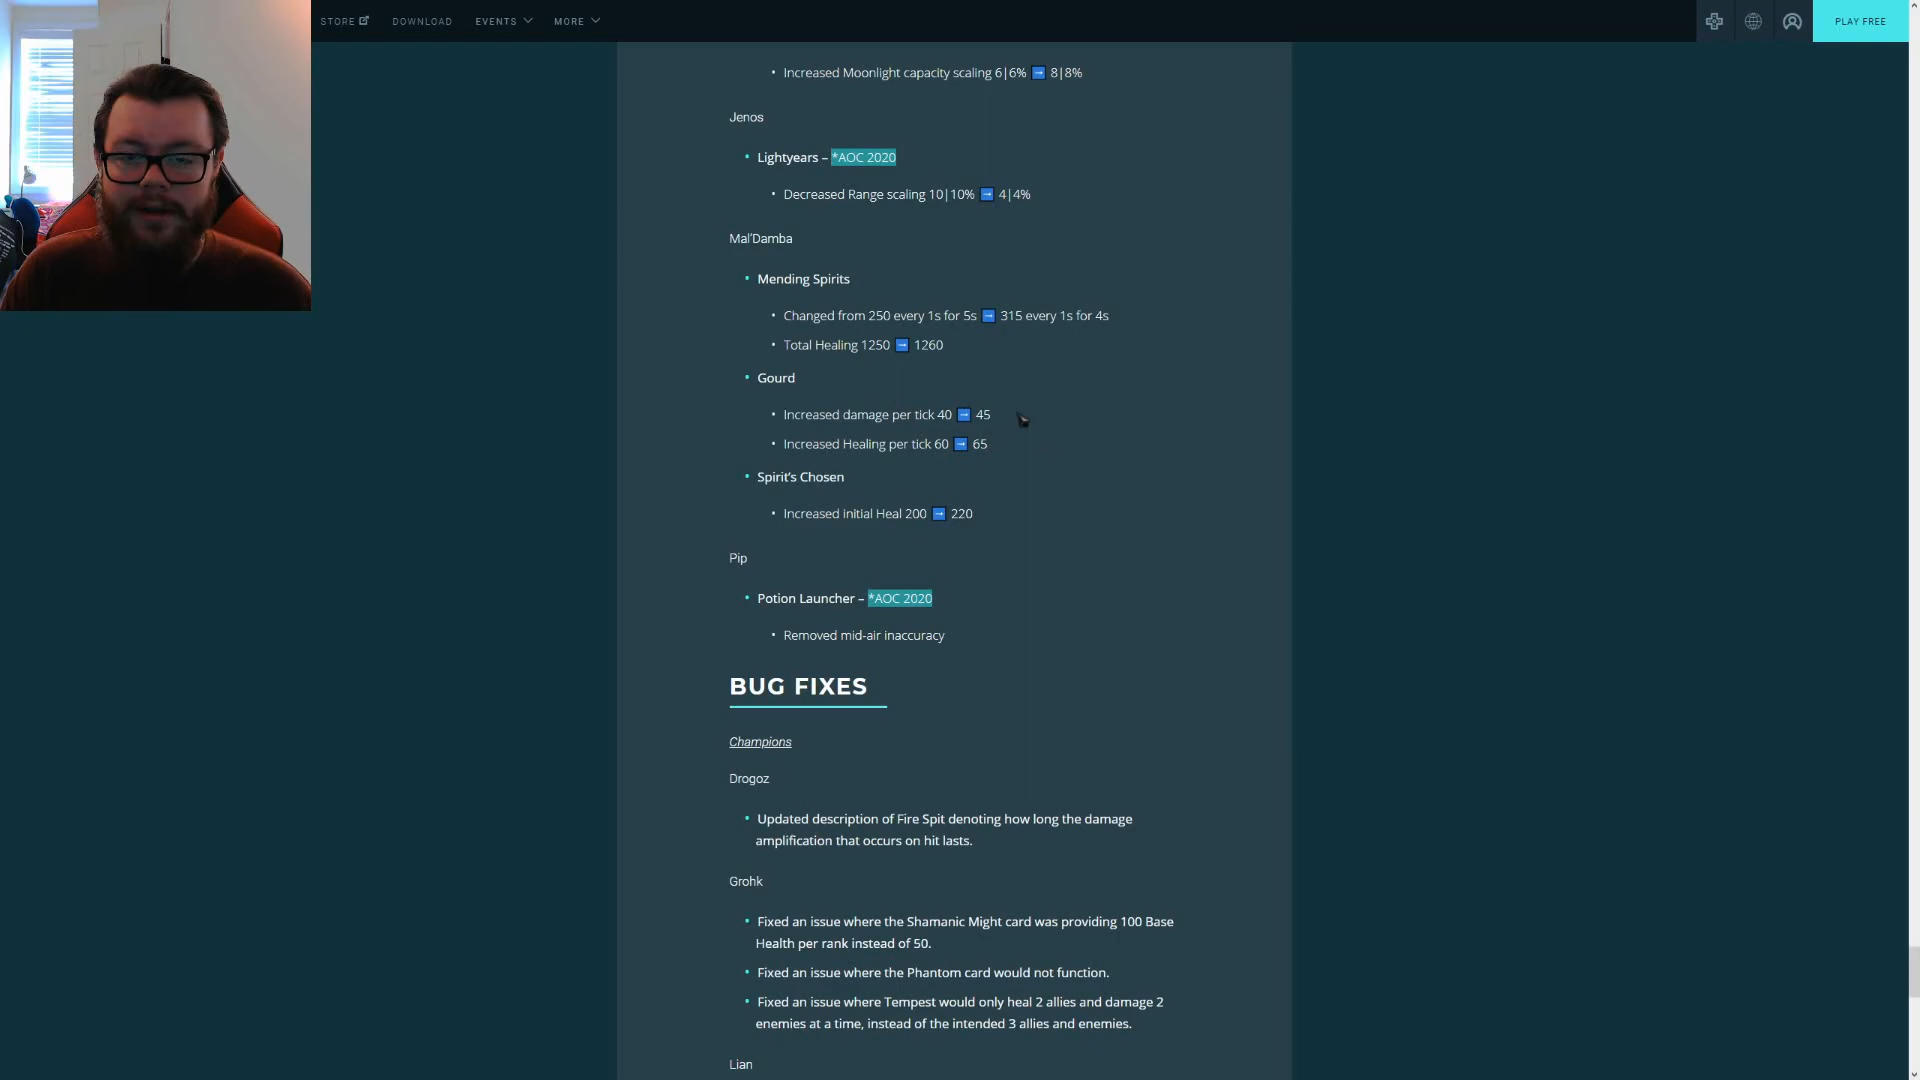 STORE DOWNLOAD EVENTS MORE PLAY FREE
• Increased Moonlight capacity scaling 6|6% ➡ 8|8%
Jenos
• Lightyears – *AOC 2020
• Decreased Range scaling 10|10% ➡ 4|4%
Mal’Damba
• Mending Spirits
• Changed from 250 every 1s for 5s ➡ 315 every 1s for 4s
• Total Healing 1250 ➡ 1260
• Gourd
• Increased damage per tick 40 ➡ 45
• Increased Healing per tick 60 ➡ 65
• Spirit’s Chosen
• Increased initial Heal 200 ➡ 220
Pip
• Potion Launcher – *AOC 2020
• Removed mid-air inaccuracy
BUG FIXES
Champions
Drogoz
• Updated description of Fire Spit denoting how long the damage
amplification that occurs on hit lasts.
Grohk
• Fixed an issue where the Shamanic Might card was providing 100 Base
Health per rank instead of 50.
• Fixed an issue where the Phantom card would not function.
• Fixed an issue where Tempest would only heal 2 allies and damage 2
enemies at a time, instead of the intended 3 allies and enemies.
Lian